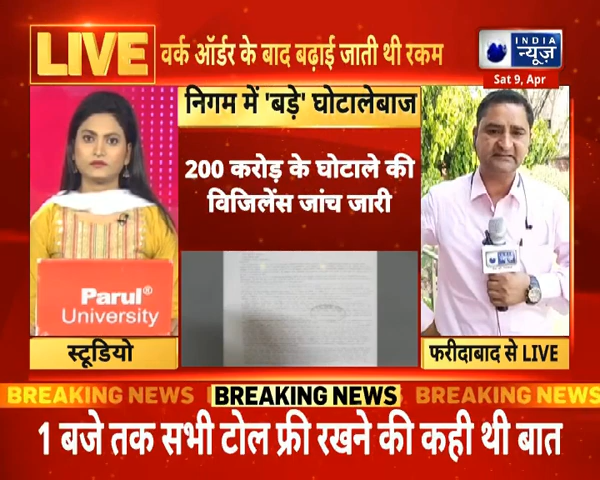 LIVE
वर्क ऑर्डर के बाद बढ़ाई जाती थी रकम
INDIA
न्यूज़
Sat 9, Apr
निगम में 'बड़े' घोटालेबाज
200 करोड़ के घोटाले की
विजिलेंस जांच जारी
Parul®
University
स्टूडियो
फरीदाबाद से LIVE
BREAKING NEWS BREAKING NEWS BREAKING NEWS
1 बजे तक सभी टोल फ्री रखने की कही थी बात